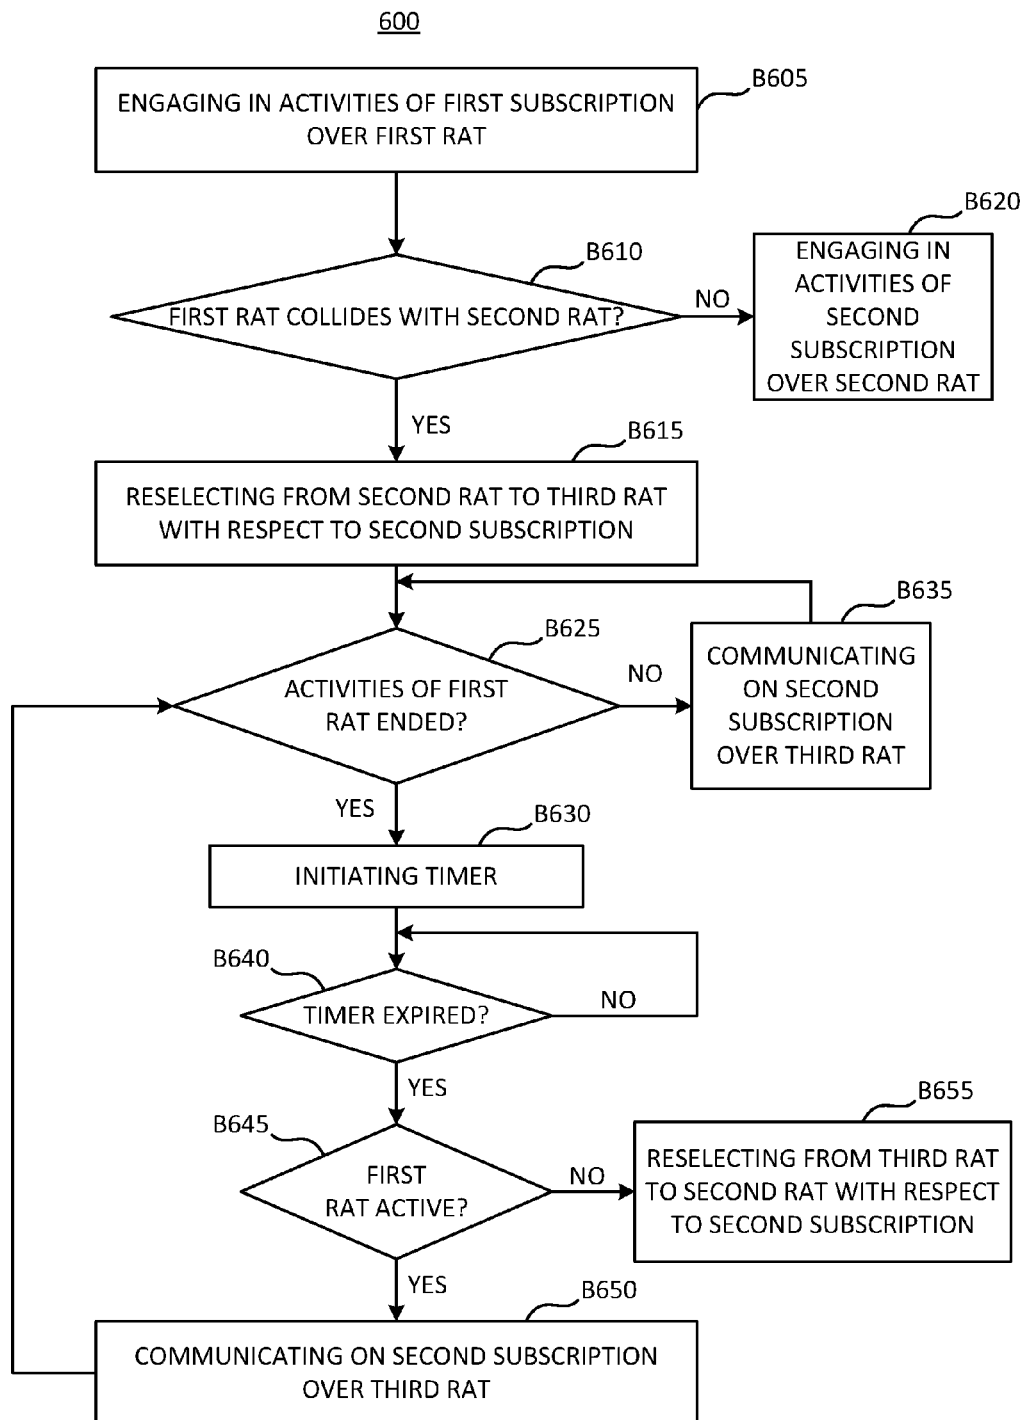 600
B605
ENGAGING IN ACTIVITIES OF FIRST SUBSCRIPTION
OVER FIRST RAT
B620
B610
FIRST RAT COLLIDES WITH SECOND RAT?
NO
ENGAGING IN
ACTIVITIES OF
SECOND
SUBSCRIPTION
OVER SECOND RAT
YES
B615
RESELECTING FROM SECOND RAT TO THIRD RAT
WITH RESPECT TO SECOND SUBSCRIPTION
B635
B625
ACTIVITIES OF FIRST
RAT ENDED?
NO
COMMUNICATING
ON SECOND
SUBSCRIPTION
OVER THIRD RAT
YES
B630
INITIATING TIMER
B640
TIMER EXPIRED?
NO
YES
B645
FIRST
RAT ACTIVE?
NO
B655
RESELECTING FROM THIRD RAT
TO SECOND RAT WITH RESPECT
TO SECOND SUBSCRIPTION
YES
B650
COMMUNICATING ON SECOND SUBSCRIPTION
OVER THIRD RAT